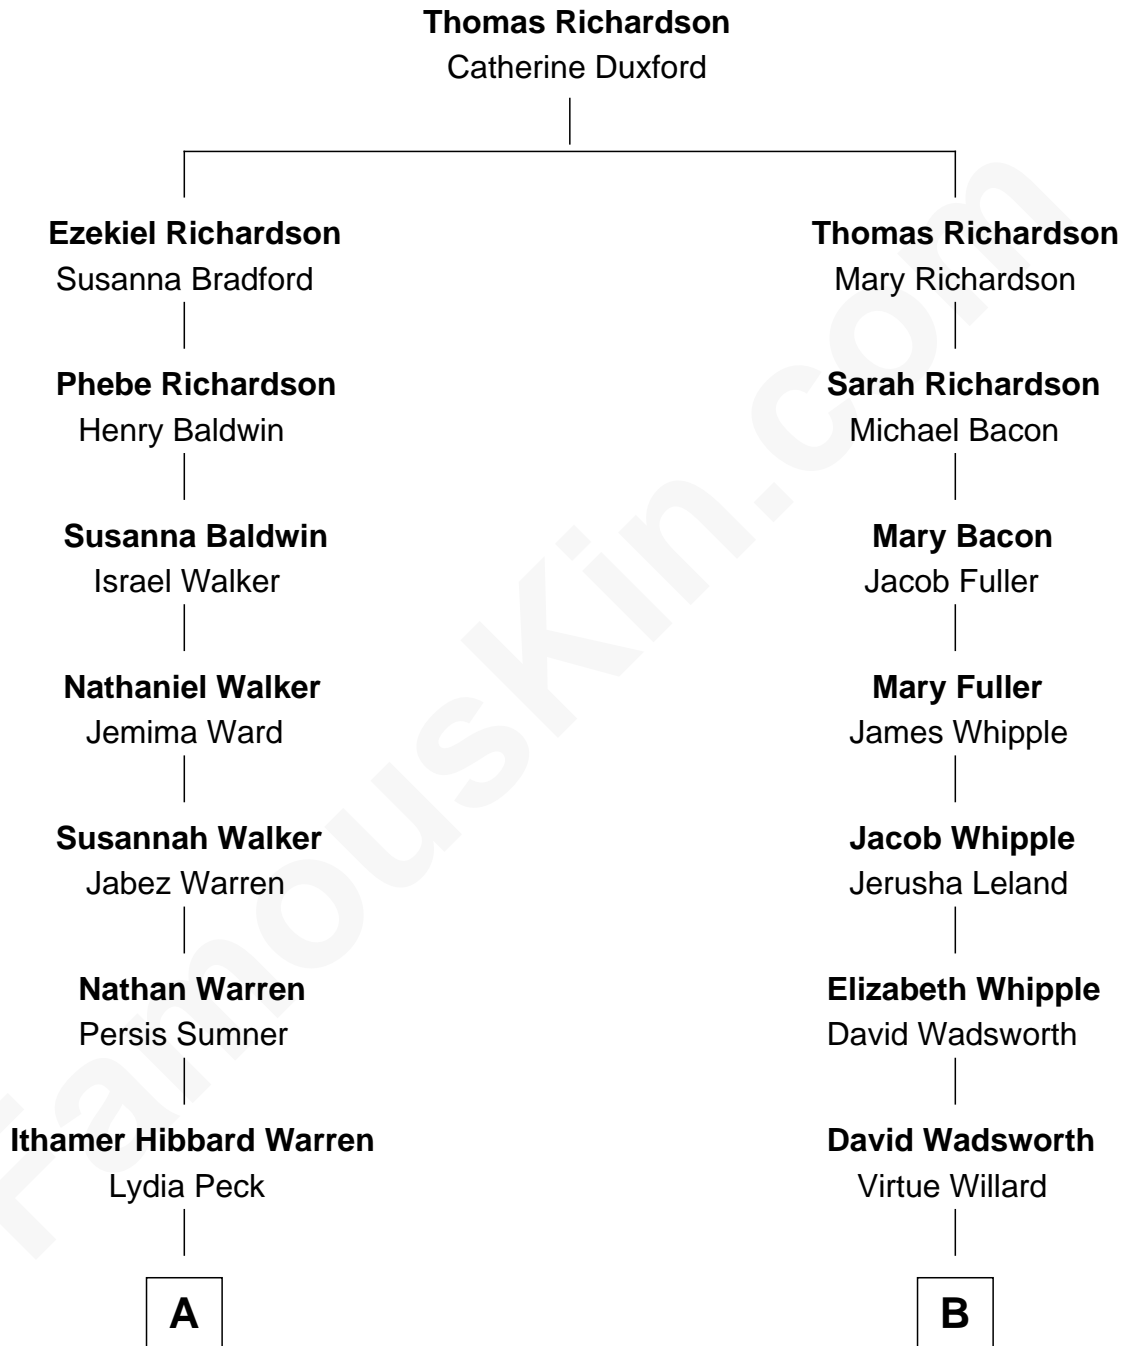 Thomas Richardson
Catherine Duxford
Ezekiel Richardson
Susanna Bradford
Phebe Richardson
Henry Baldwin
Susanna Baldwin
Israel Walker
Nathaniel Walker
Jemima Ward
Susannah Walker
Jabez Warren
Nathan Warren
Persis Sumner
Ithamer Hibbard Warren
Lydia Peck
A
Thomas Richardson
Mary Richardson
Sarah Richardson
Michael Bacon
Mary Bacon
Jacob Fuller
Mary Fuller
James Whipple
Jacob Whipple
Jerusha Leland
Elizabeth Whipple
David Wadsworth
David Wadsworth
Virtue Willard
B
FamousKin.com